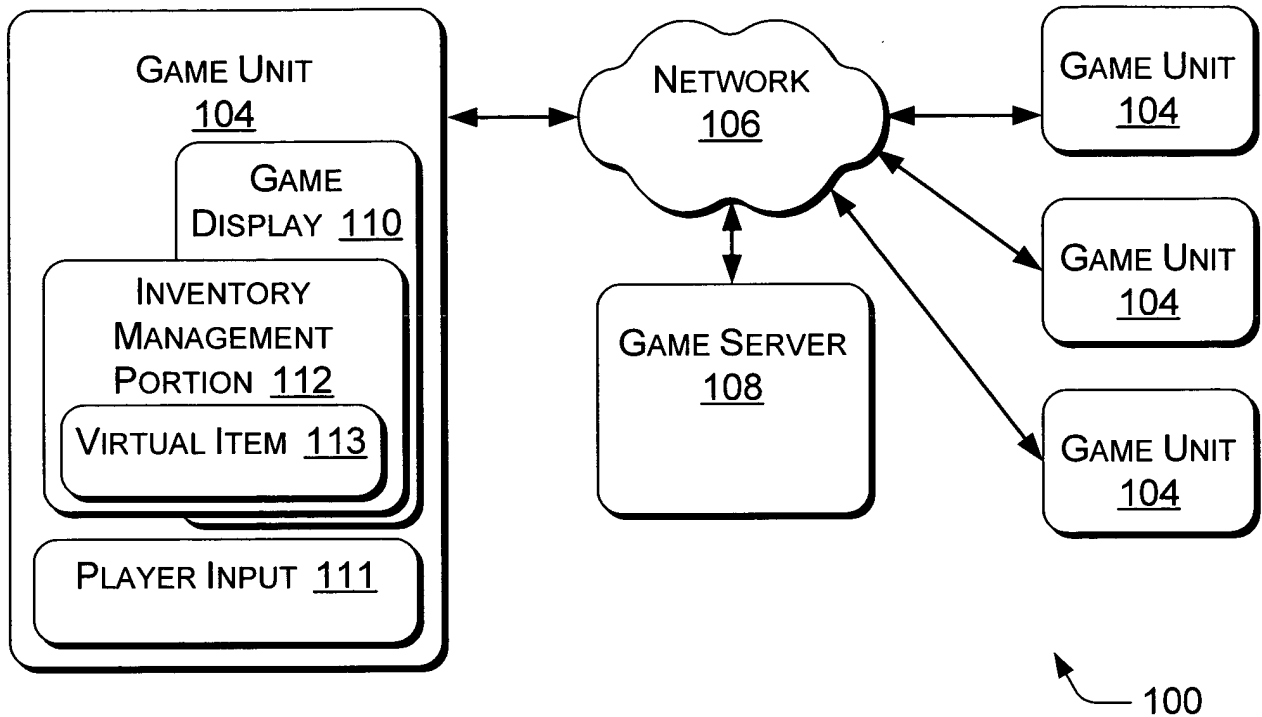 GAME UNIT
104
GAME
DISPLAY 110
INVENTORY
MANAGEMENT
PORTION 112
VIRTUAL ITEM 113
PLAYER INPUT 111
NETWORK
106
GAME SERVER
108
GAME UNIT
104
GAME UNIT
104
GAME UNIT
104
100